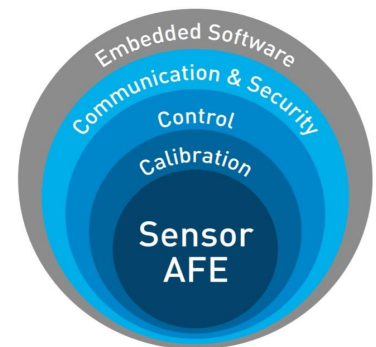 Embedded Software
Communication & Security
Control
Calibration
Sensor
AFE